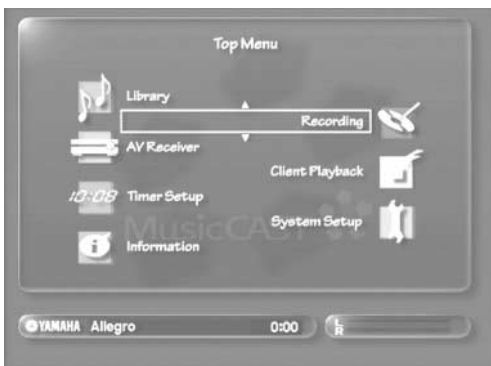 Top Menu
Library
Recording
AV Receiver
Client Playback
10:08 Timer Setup
System Setup
MusicCAST
Information
YAMAHA Allegro 0:00 L
R